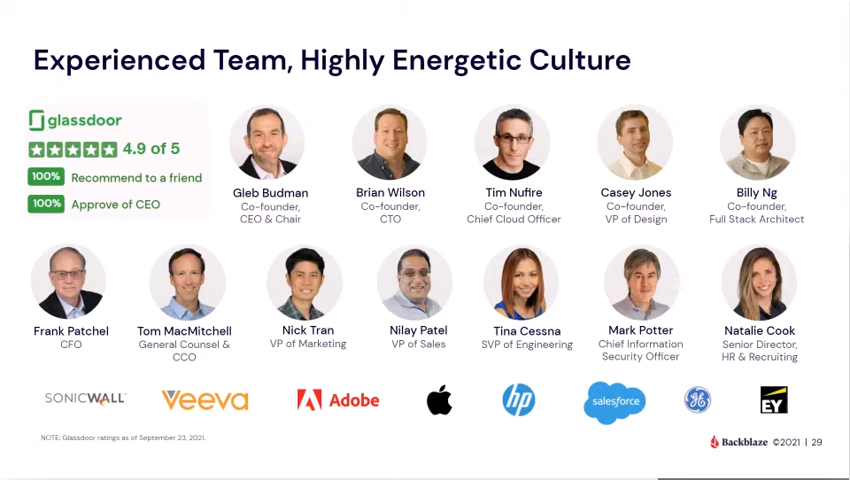 Experienced Team, Highly Energetic Culture
glassdoor
4.9 of 5
100% Recommend to a friend
100% Approve of CEO
Gleb Budman
Co-founder,
CEO & Chair
Brian Wilson
Co-founder,
CTO
Tim Nufire
Co-founder,
Chief Cloud Officer
Casey Jones
Co-founder,
VP of Design
Billy Ng
Co-founder,
Full Stack Architect
Frank Patchel
CFO
Tom MacMitchell
General Counsel &
CCO
Nick Tran
VP of Marketing
Nilay Patel
VP of Sales
Tina Cessna
SVP of Engineering
Mark Potter
Chief Information
Security Officer
Natalie Cook
Senior Director,
HR & Recruiting
SONICWALL
Veeva
Adobe
hp
salesforce
GE
EY
NOTE: Glassdoor ratings as of September 23, 2021.
Backblaze ©2021 | 29